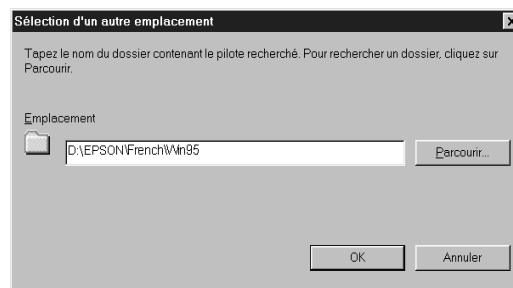 Sélection d'un autre emplacement
Tapez le nom du dossier contenant le pilote recherché. Pour rechercher un dossier, cliquez sur
Parcourir.
Emplacement
D:\EPSON\French\Win95
Parcourir...
OK
Annuler